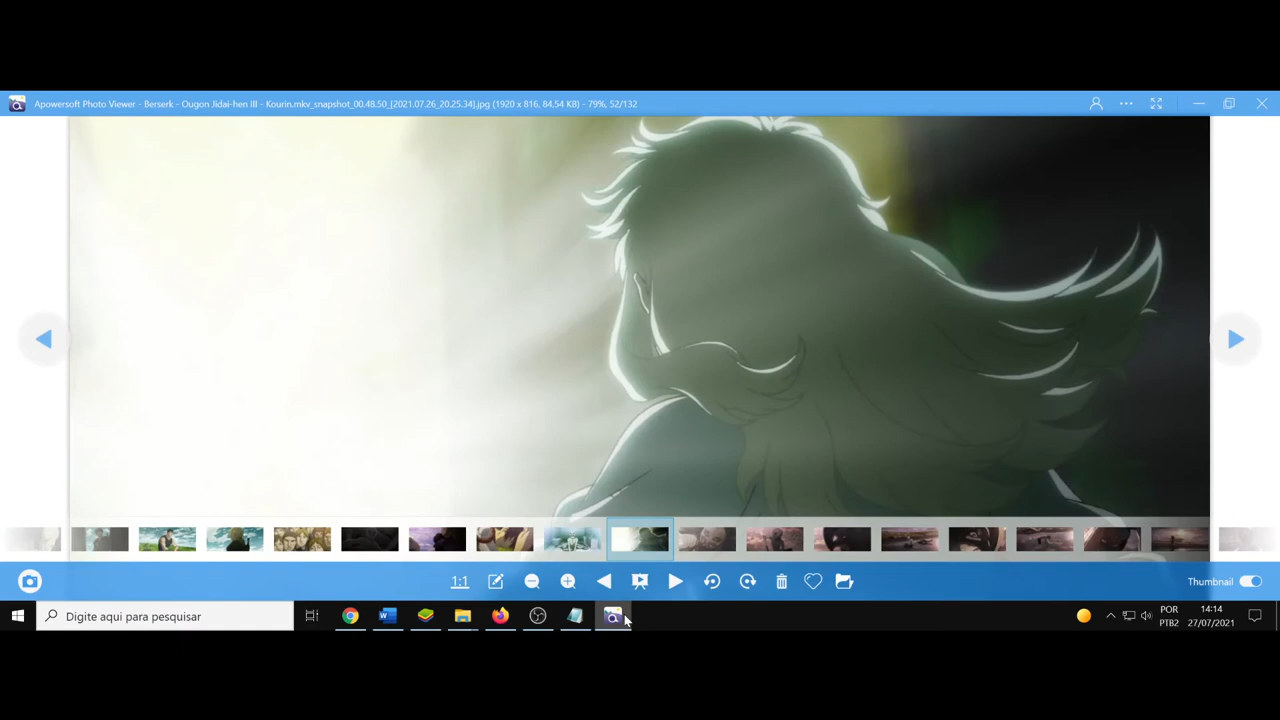 Apowersoft Photo Viewer - Berserk - Ougon Jidai-hen III - Kourin.mkv_snapshot_00.48.50_[2021.07.26_20.25.34].jpg (1920 x 816, 84,54 KB) - 79%, 52/132
1:1
Thumbnail
Digite aqui para pesquisar
POR
PTB2
14:14
27/07/2021